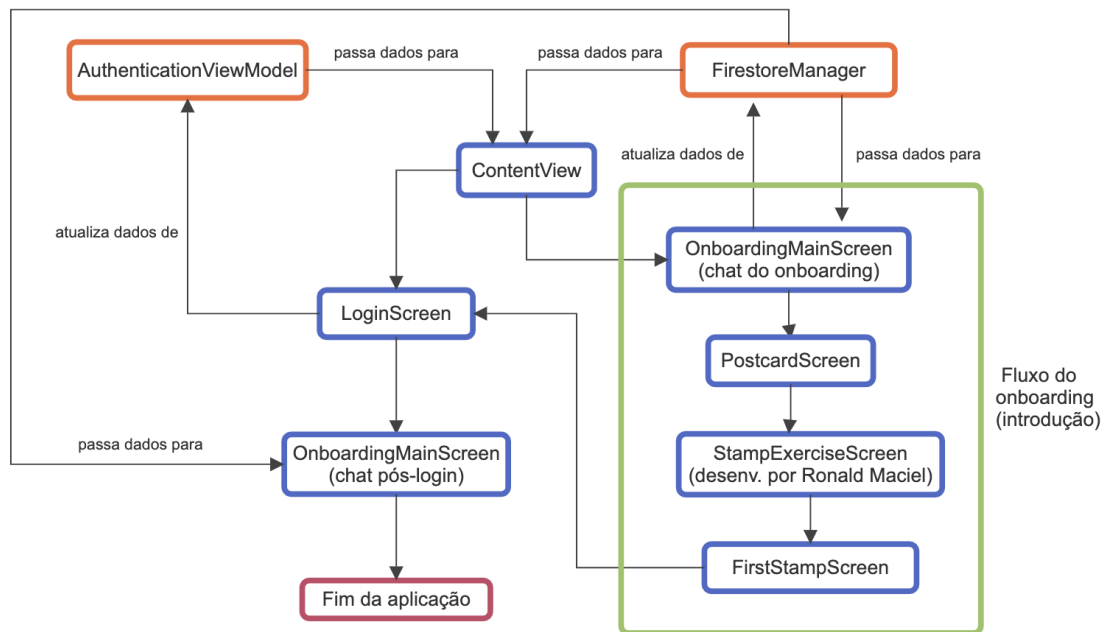 passa dados para
passa dados para
AuthenticationViewModel
FirestoreManager
atualiza dados de
passa dados para
ContentView
atualiza dados de
OnboardingMainScreen
(chat do onboarding)
LoginScreen
PostcardScreen
Fluxo do
onboarding
(introdução)
passa dados para
OnboardingMainScreen
(chat pós-login)
StampExerciseScreen
(desenv. por Ronald Maciel)
FirstStampScreen
Fim da aplicação